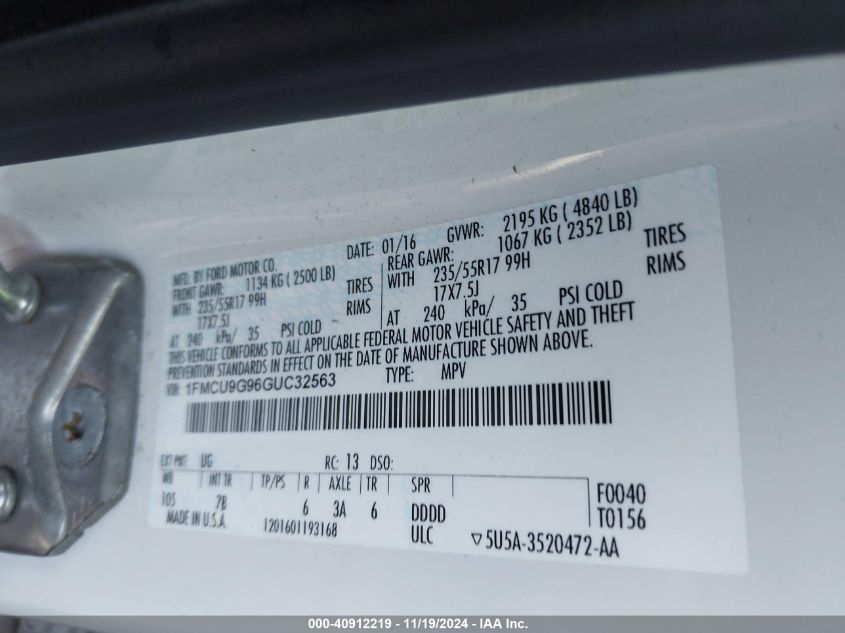 MFD. BY FORD MOTOR CO.
DATE: 01/16 GVWR: 2195 KG ( 4840 LB)
FRONT GAWR: 1134 KG ( 2500 LB) REAR GAWR: 1067 KG ( 2352 LB)
WITH 235/55R17 99H TIRES WITH 235/55R17 99H TIRES
17X7.5J RIMS 17X7.5J RIMS
AT 240 kPa/ 35 PSI COLD AT 240 kPa/ 35 PSI COLD
THIS VEHICLE CONFORMS TO ALL APPLICABLE FEDERAL MOTOR VEHICLE SAFETY AND THEFT
PREVENTION STANDARDS IN EFFECT ON THE DATE OF MANUFACTURE SHOWN ABOVE.
VIN: 1FMCU9G96GUC32563 TYPE: MPV
EXT PNT: UG RC: 13 DSO:
WB INT TR TP/PS R AXLE TR SPR
105 7B 6 3A 6 DDDD F0040
MADE IN U.S.A. 1201601193168 ULC T0156
▽5U5A-3520472-AA
000-40912219 - 11/19/2024 - IAA Inc.